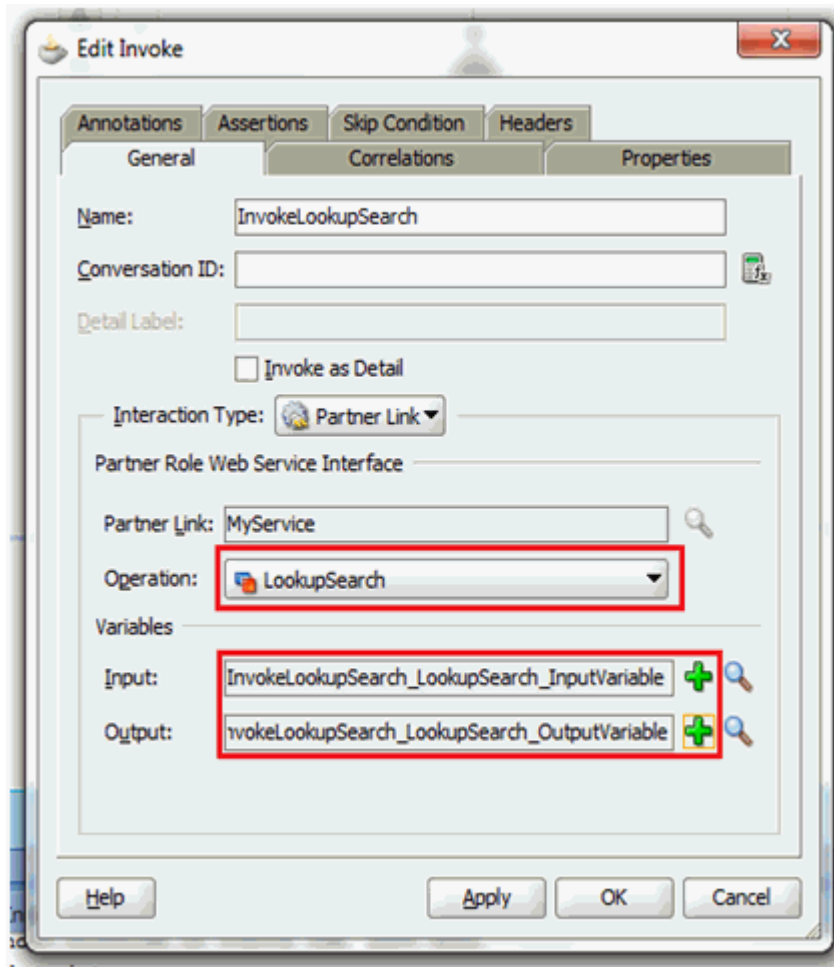 Edit Invoke
Annotations Assertions Skip Condition Headers
General Correlations Properties
Name: InvokeLookupSearch
Conversation ID:
Detail Label:
Invoke as Detail
Interaction Type: Partner Link
Partner Role Web Service Interface
Partner Link: MyService
Operation: LookupSearch
Variables
Input: InvokeLookupSearch_LookupSearch_InputVariable
Output: nvokeLookupSearch_LookupSearch_OutputVariable
Help Apply OK Cancel